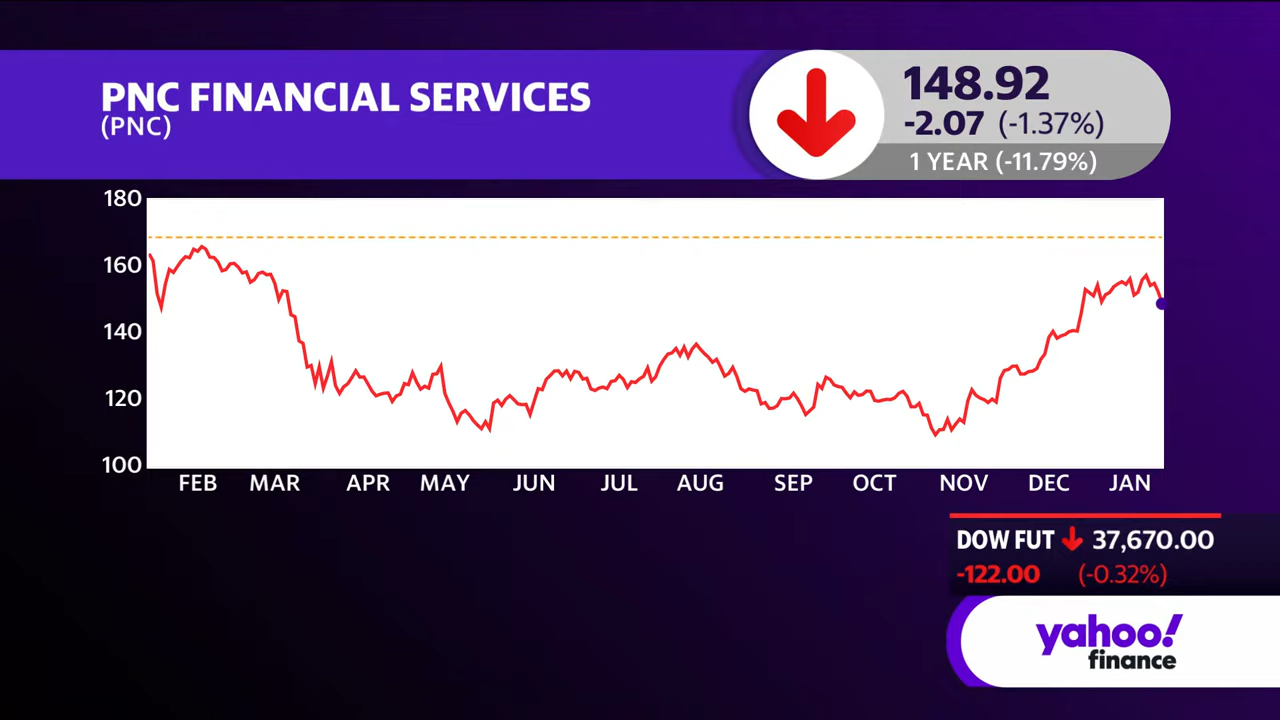 PNC FINANCIAL SERVICES
(PNC)
148.92
-2.07 (-1.37%)
1 YEAR (-11.79%)
180
160
140
120
100
FEB MAR APR MAY JUN JUL AUG SEP OCT NOV DEC JAN
DOW FUT 37,670.00
-122.00 (-0.32%)
yahoo!
finance